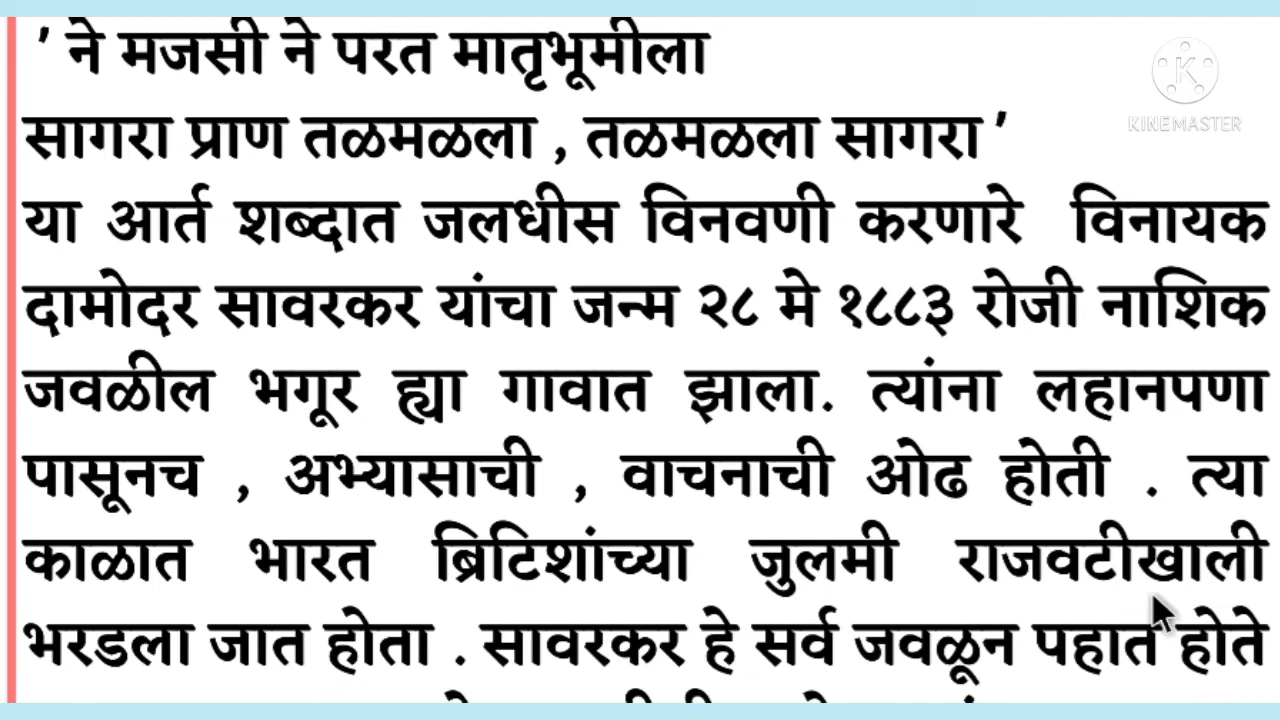 ' ने मजसी ने परत मातृभूमीला
सागरा प्राण तळमळला , तळमळला सागरा '
या आर्त शब्दात जलधीस विनवणी करणारे विनायक
दामोदर सावरकर यांचा जन्म २८ मे १८८३ रोजी नाशिक
जवळील भगूर ह्या गावात झाला. त्यांना लहानपणा
पासूनच , अभ्यासाची , वाचनाची ओढ होती . त्या
काळात भारत ब्रिटिशांच्या जुलमी राजवटीखाली
भरडला जात होता . सावरकर हे सर्व जवळून पहात होते
KINEMASTER